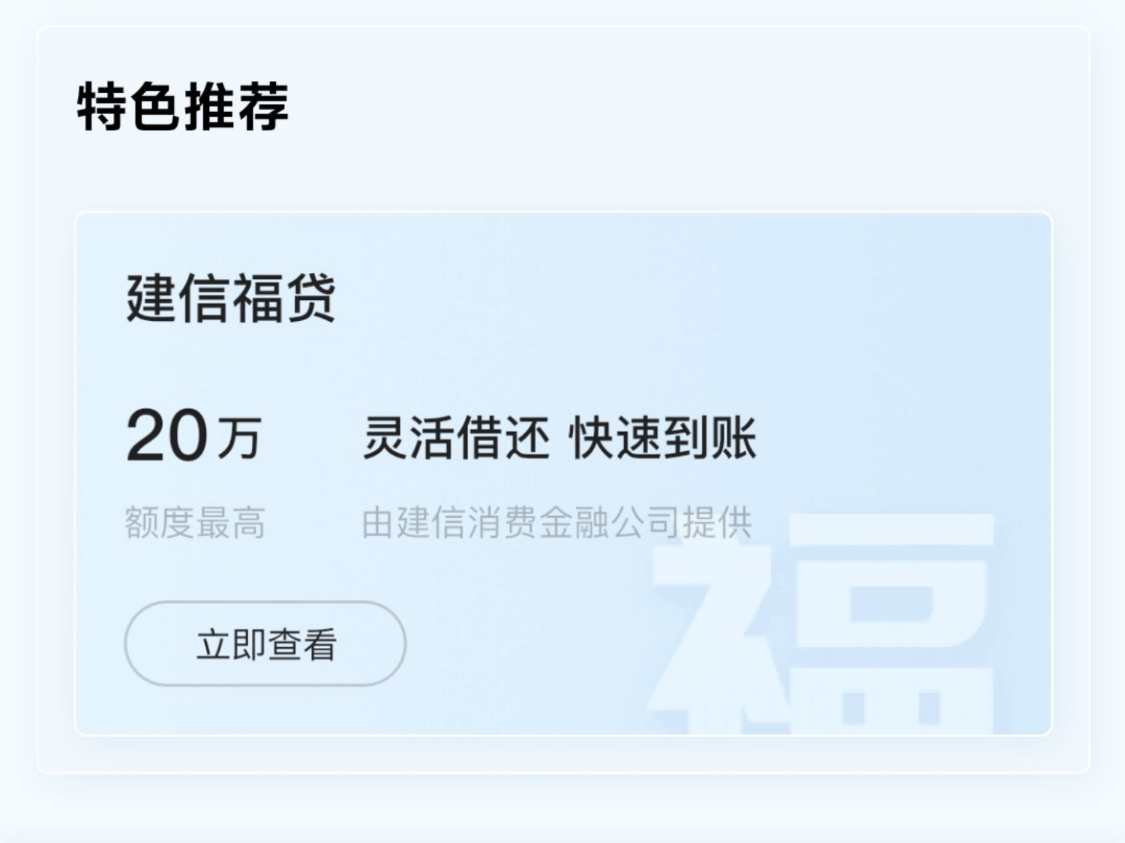 特色推荐
建信福贷
20万 灵活借还 快速到账
额度最高 由建信消费金融公司提供
立即查看
福